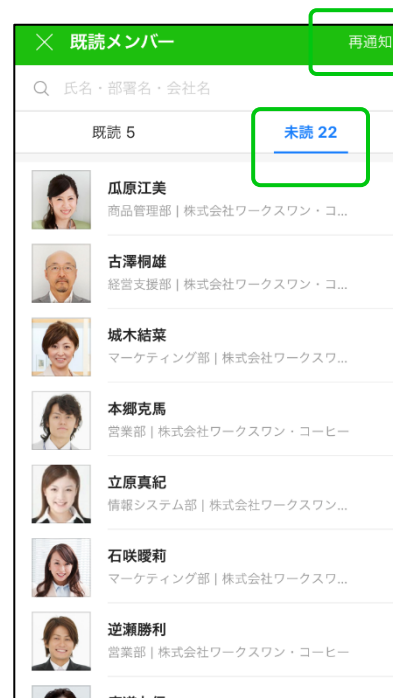 既読メンバー
再通知
氏名・部署名・会社名
既読 5
未読 22
瓜原江美
商品管理部 | 株式会社ワークスワン・コ...
古澤桐雄
経営支援部 | 株式会社ワークスワン・コ...
城木結菜
マーケティング部 | 株式会社ワークスワ...
本郷克馬
営業部 | 株式会社ワークスワン・コーヒー
立原真紀
情報システム部 | 株式会社ワークスワン...
石咲曖莉
マーケティング部 | 株式会社ワークスワ...
逆瀬勝利
営業部 | 株式会社ワークスワン・コーヒー